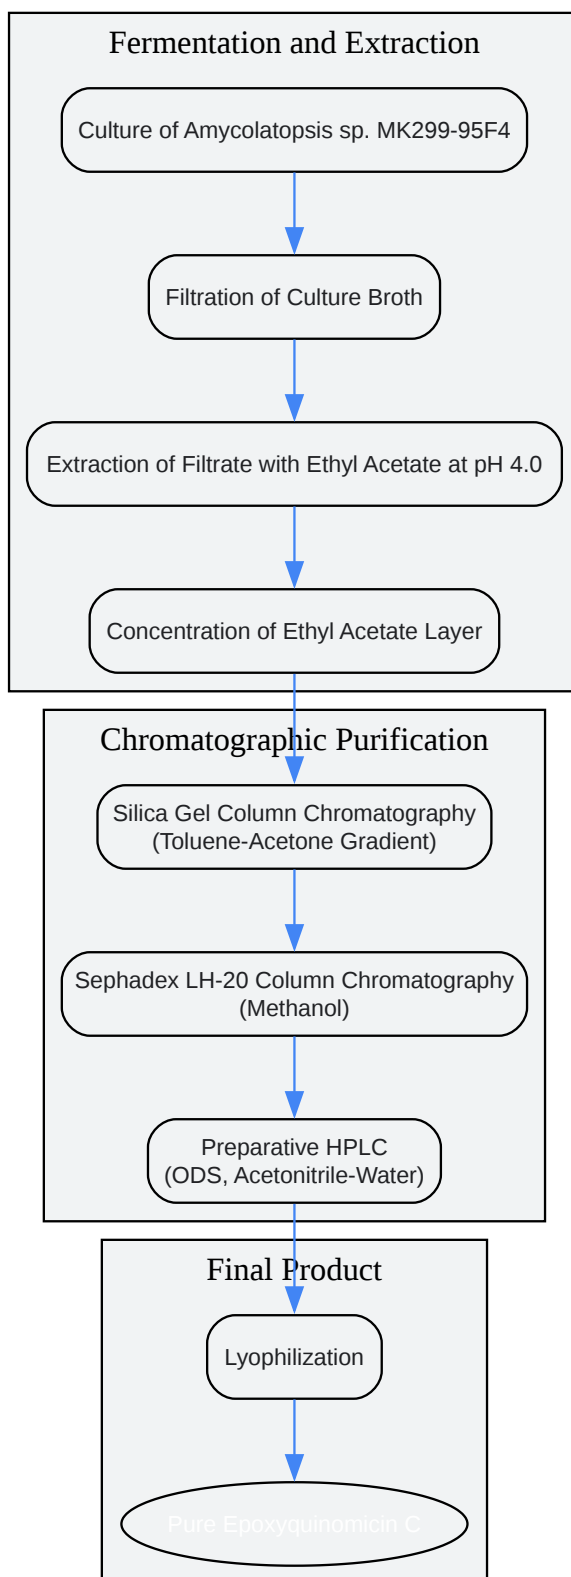 Fermentation and Extraction
Culture of Amycolatopsis sp. MK299-95F4
Filtration of Culture Broth
Extraction of Filtrate with Ethyl Acetate at pH 4.0
Concentration of Ethyl Acetate Layer
Chromatographic Purification
Silica Gel Column Chromatography
(Toluene-Acetone Gradient)
Sephadex LH-20 Column Chromatography
(Methanol)
Preparative HPLC
(ODS, Acetonitrile-Water)
Final Product
Lyophilization
Pure Epoxyquinomicin C